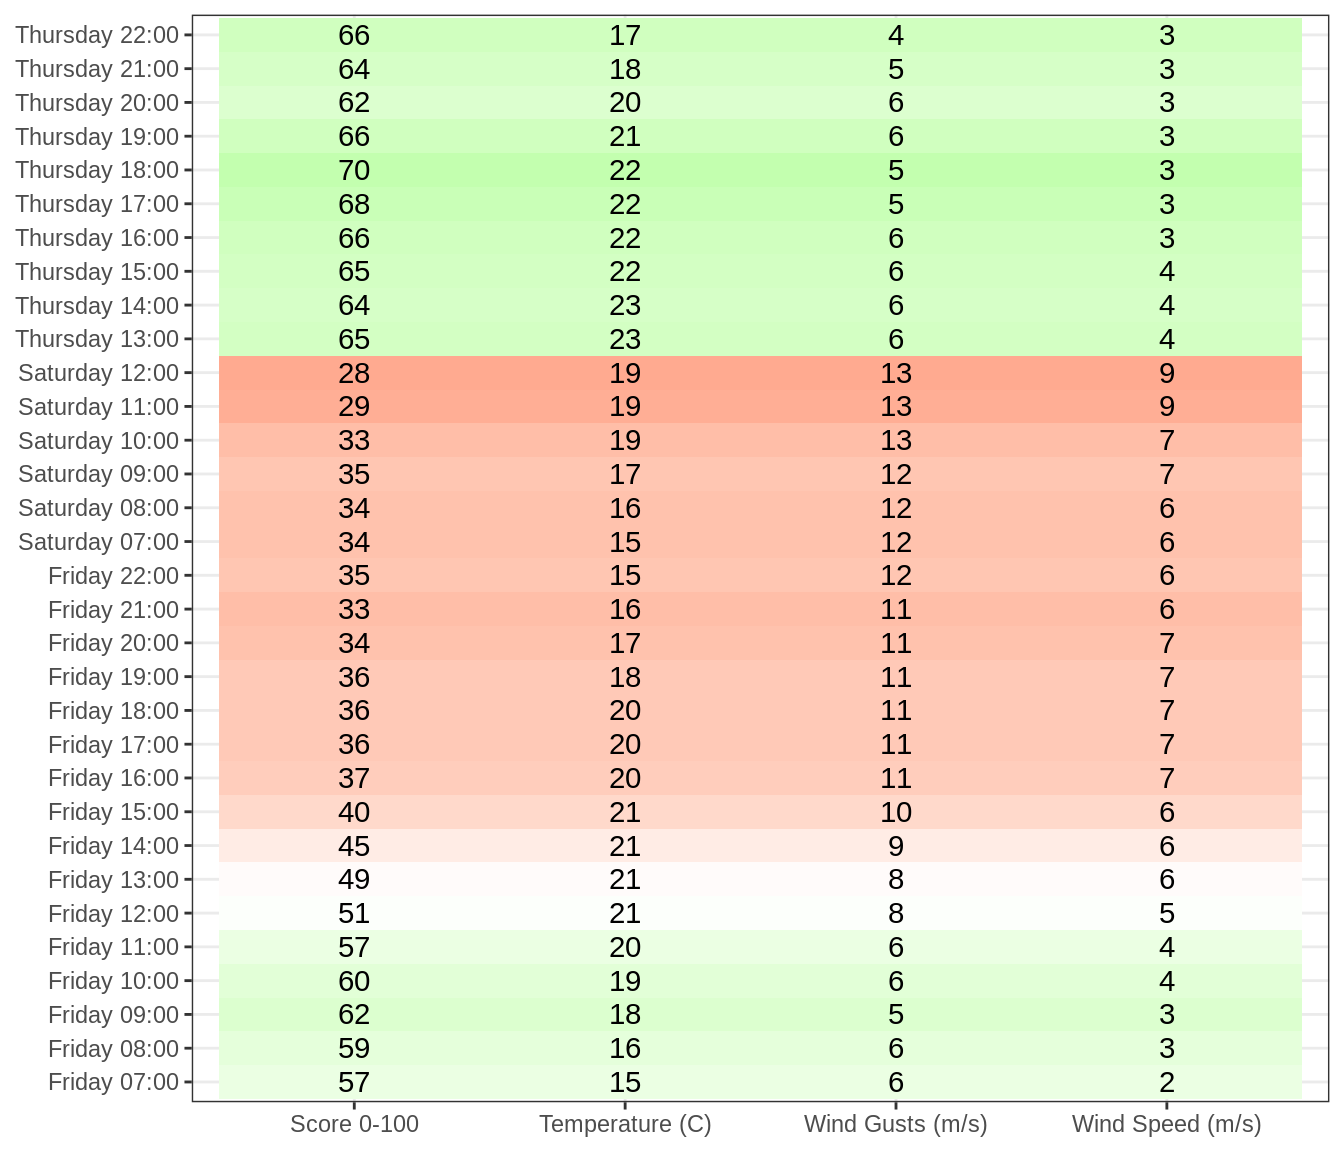 Thursday 22:00 66 17 4 3
Thursday 21:00 64 18 5 3
Thursday 20:00 62 20 6 3
Thursday 19:00 66 21 6 3
Thursday 18:00 70 22 5 3
Thursday 17:00 68 22 5 3
Thursday 16:00 66 22 6 3
Thursday 15:00 65 22 6 4
Thursday 14:00 64 23 6 4
Thursday 13:00 65 23 6 4
Saturday 12:00 28 19 13 9
Saturday 11:00 29 19 13 9
Saturday 10:00 33 19 13 7
Saturday 09:00 35 17 12 7
Saturday 08:00 34 16 12 6
Saturday 07:00 34 15 12 6
Friday 22:00 35 15 12 6
Friday 21:00 33 16 11 6
Friday 20:00 34 17 11 7
Friday 19:00 36 18 11 7
Friday 18:00 36 20 11 7
Friday 17:00 36 20 11 7
Friday 16:00 37 20 11 7
Friday 15:00 40 21 10 6
Friday 14:00 45 21 9 6
Friday 13:00 49 21 8 6
Friday 12:00 51 21 8 5
Friday 11:00 57 20 6 4
Friday 10:00 60 19 6 4
Friday 09:00 62 18 5 3
Friday 08:00 59 16 6 3
Friday 07:00 57 15 6 2
Score 0-100 Temperature (C) Wind Gusts (m/s) Wind Speed (m/s)